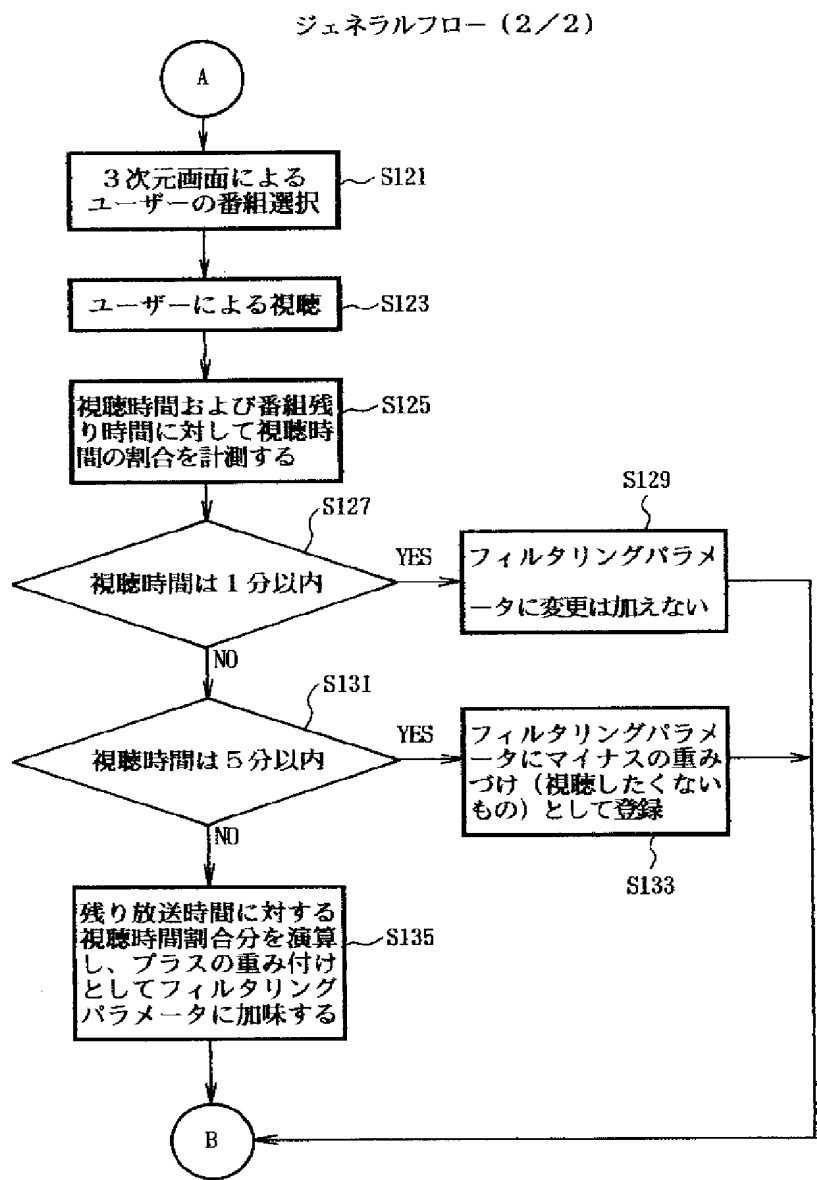 ジェネラルフロー（2／2）
A
3次元画面による
ユーザーの番組選択
S121
ユーザーによる視聴
S123
視聴時間および番組残
り時間に対して視聴時
間の割合を計測する
S125
S127
視聴時間は1分以内
YES
NO
S129
フィルタリングパラメ
ータに変更は加えない
S131
視聴時間は5分以内
YES
NO
フィルタリングパラメ
ータにマイナスの重み
づけ（視聴したくない
もの）として登録
S133
残り放送時間に対する
視聴時間割合分を演算
し、プラスの重み付け
としてフィルタリング
パラメータに加味する
S135
B